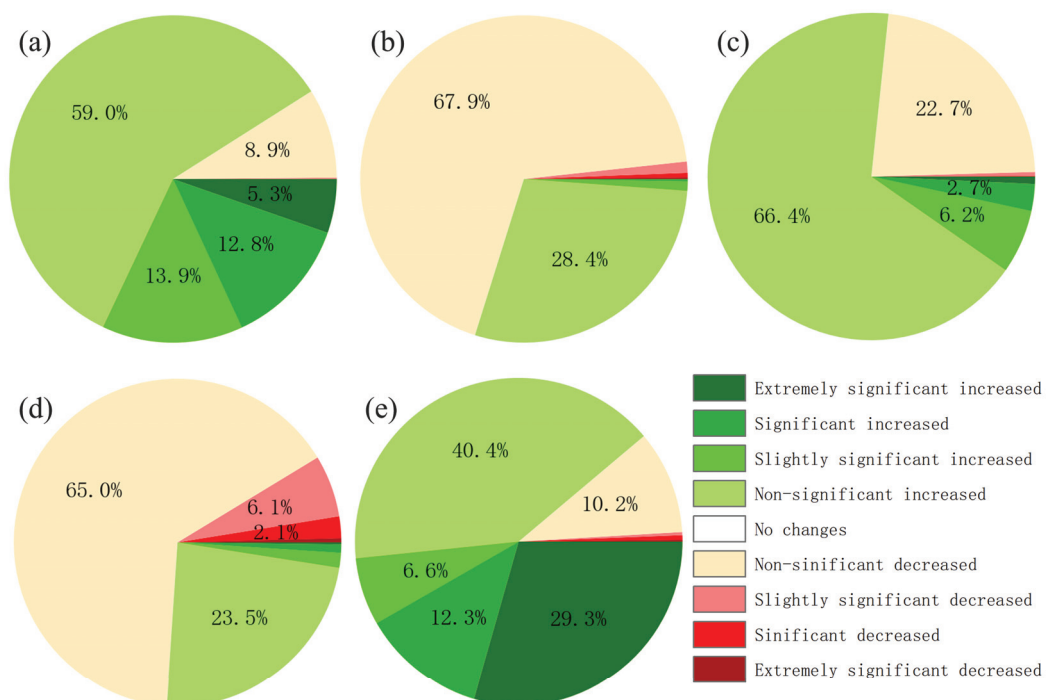 (a)
59.0%
8.9%
5.3%
12.8%
13.9%
(b)
67.9%
28.4%
(c)
22.7%
2.7%
6.2%
66.4%
(d)
65.0%
6.1%
2.1%
23.5%
(e)
40.4%
10.2%
6.6%
12.3%
29.3%
Extremely significant increased
Significant increased
Slightly significant increased
Non-significant increased
No changes
Non-sinificant decreased
Slightly significant decreased
Sinificant decreased
Extremely significant decreased